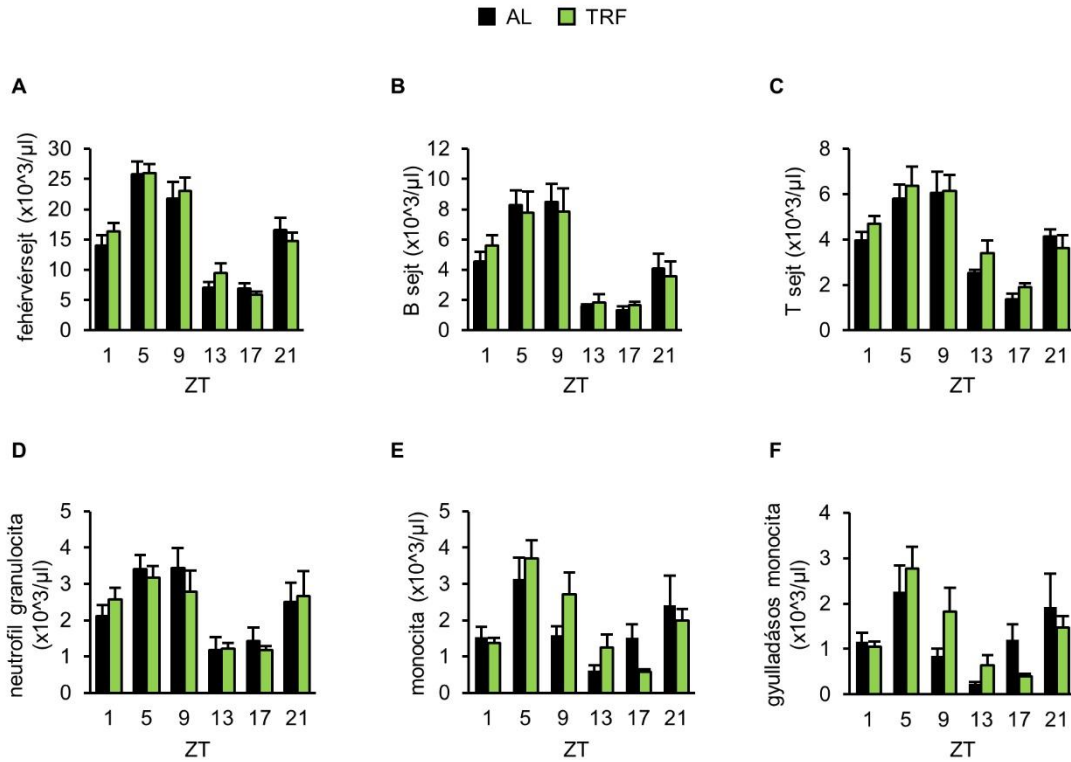 AL TRF
A
fehérvérsejt (x10^3/µl)
30
25
20
15
10
5
0
1 5 9 13 17 21
ZT
B
B sejt (x10^3/µl)
12
10
8
6
4
2
0
1 5 9 13 17 21
ZT
C
T sejt (x10^3/µl)
8
6
4
2
0
1 5 9 13 17 21
ZT
D
neutrofil granulocita
(x10^3/µl)
5
4
3
2
1
0
1 5 9 13 17 21
ZT
E
monocita (x10^3/µl)
5
4
3
2
1
0
1 5 9 13 17 21
ZT
F
gyulladásos monocita
(x10^3/µl)
4
3
2
1
0
1 5 9 13 17 21
ZT